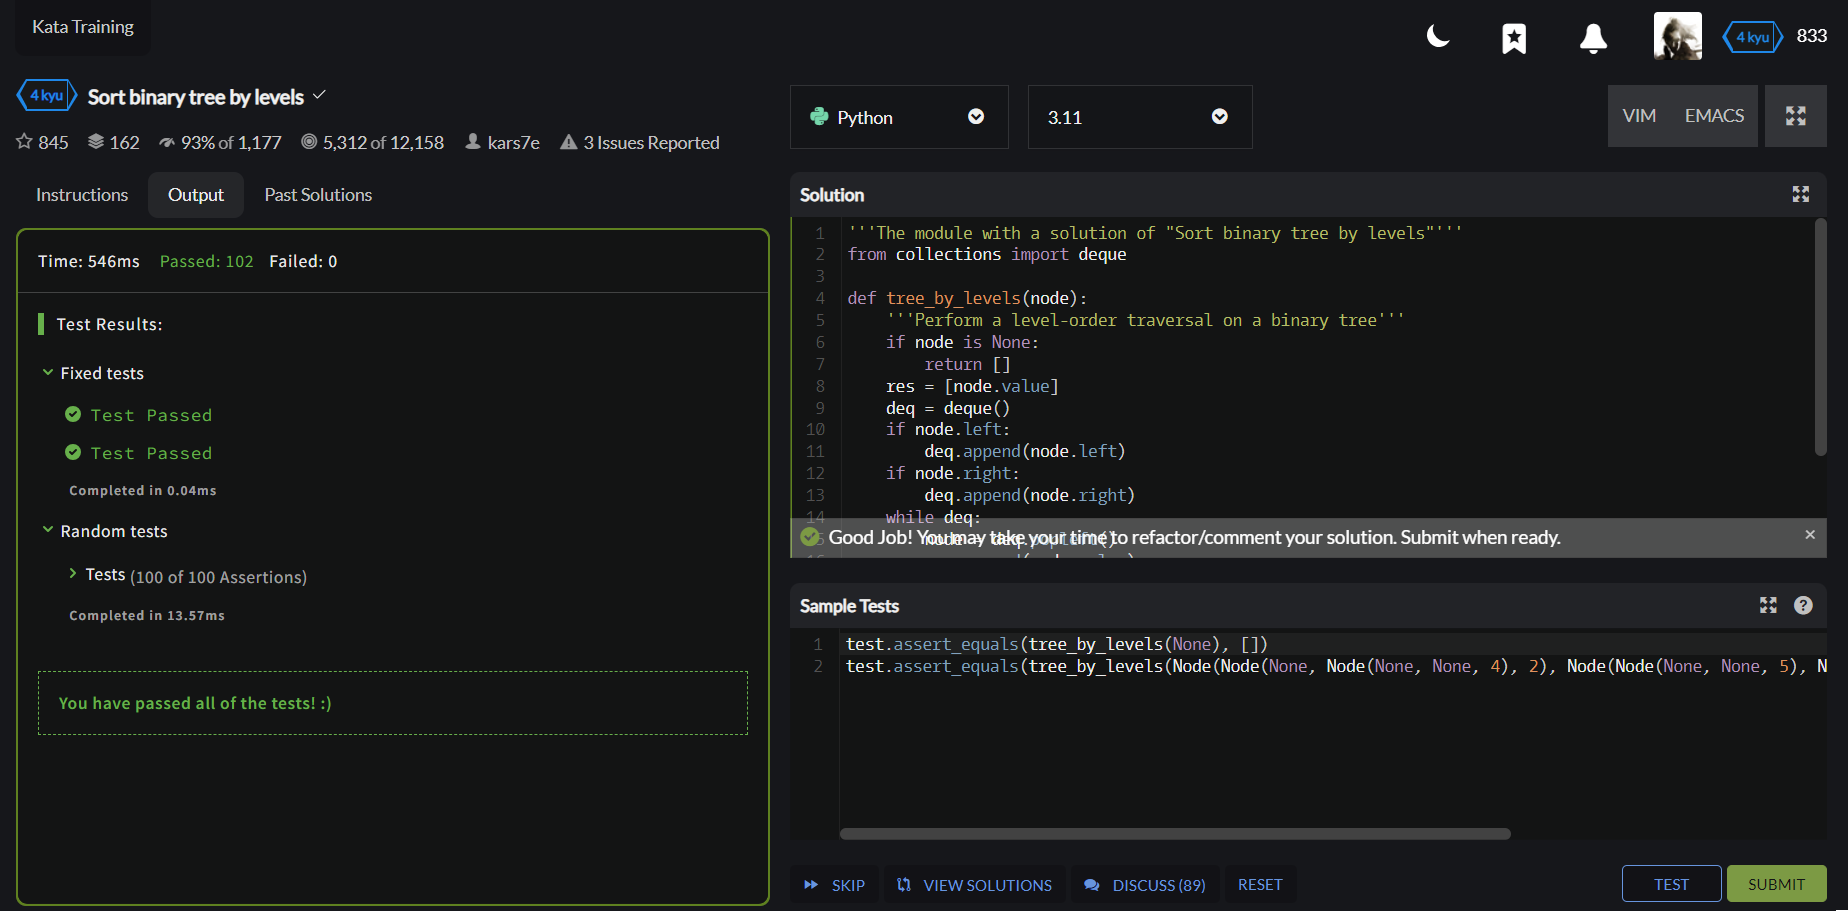 Kata Training
4 kyu 833
4 kyu Sort binary tree by levels
845 162 93% of 1,177 5,312 of 12,158 kars7e 3 Issues Reported
Instructions Output Past Solutions
Time: 546ms Passed: 102 Failed: 0
Test Results:
Fixed tests
Test Passed
Test Passed
Completed in 0.04ms
Random tests
Tests (100 of 100 Assertions)
Completed in 13.57ms
You have passed all of the tests! :)
Python 3.11 VIM EMACS
Solution
1 '''The module with a solution of "Sort binary tree by levels"'''
2 from collections import deque
3
4 def tree_by_levels(node):
5 '''Perform a level-order traversal on a binary tree'''
6 if node is None:
7 return []
8 res = [node.value]
9 deq = deque()
10 if node.left:
11 deq.append(node.left)
12 if node.right:
13 deq.append(node.right)
14 while deq:
node = deq.popleft()
Good Job! You may take your time to refactor/comment your solution. Submit when ready.
Sample Tests
1 test.assert_equals(tree_by_levels(None), [])
2 test.assert_equals(tree_by_levels(Node(Node(None, Node(None, None, 4), 2), Node(Node(None, None, 5), N
SKIP VIEW SOLUTIONS DISCUSS (89) RESET TEST SUBMIT